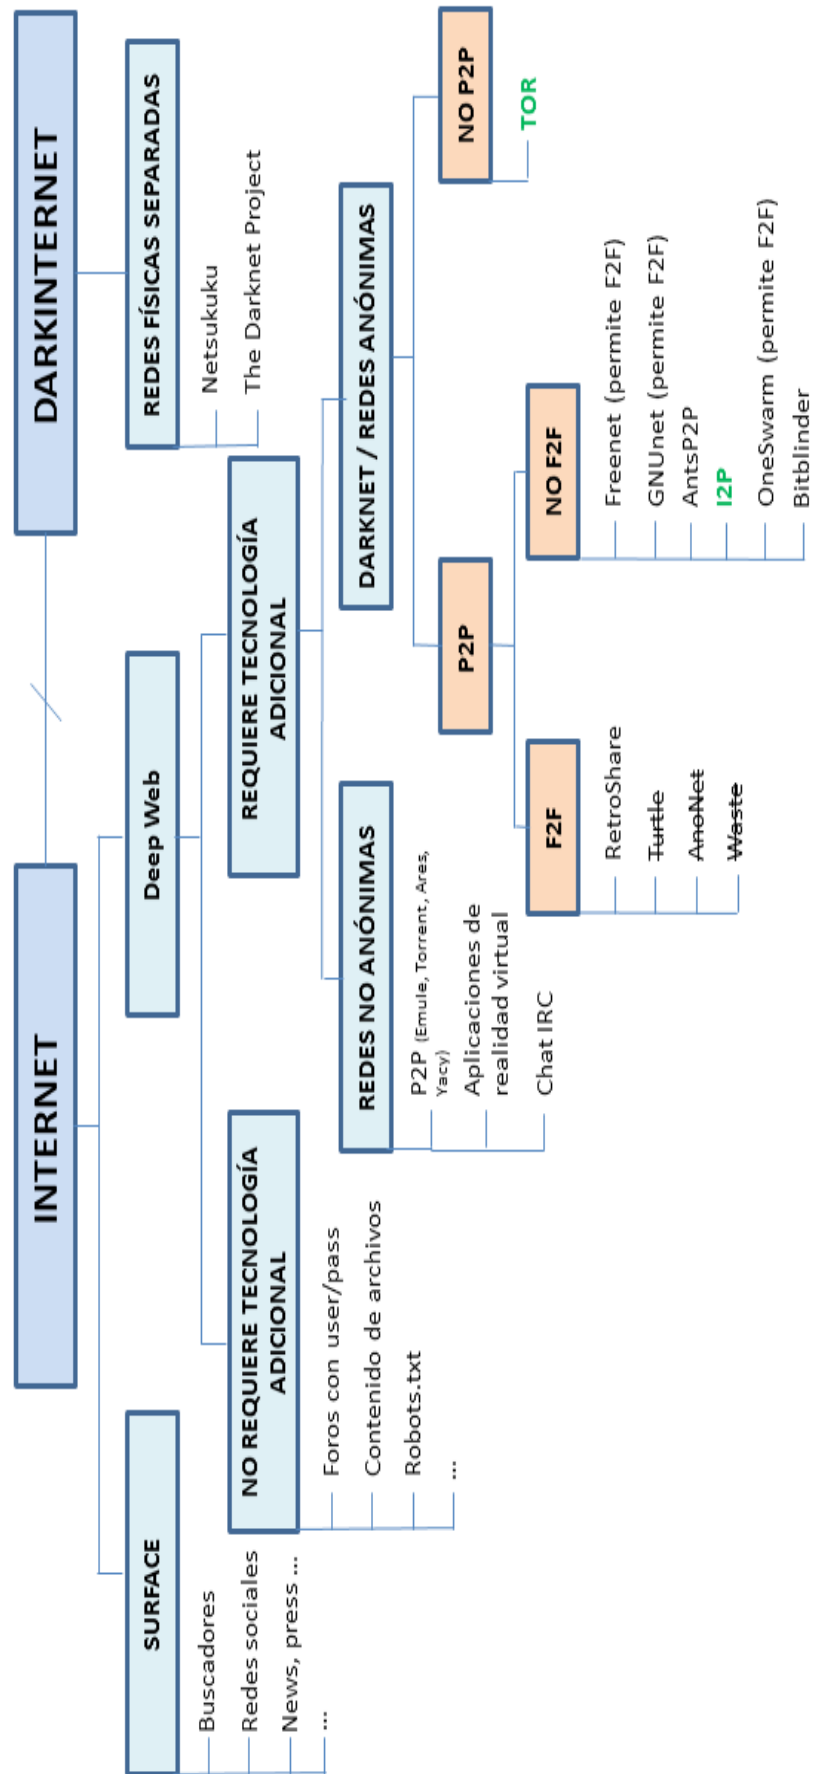 INTERNET
DARKINTERNET
SURFACE
Deep Web
REDES FÍSICAS SEPARADAS
Buscadores
Redes sociales
News, press ...
...
Netsukuku
The Darknet Project
NO REQUIERE TECNOLOGÍA
ADICIONAL
REQUIERE TECNOLOGÍA
ADICIONAL
Foros con user/pass
Contenido de archivos
Robots.txt
...
REDES NO ANÓNIMAS
DARKNET / REDES ANÓNIMAS
P2P (Emule, Torrent, Ares,
Yacy)
Aplicaciones de
realidad virtual
Chat IRC
P2P
NO P2P
TOR
F2F
NO F2F
RetroShare
Turtle
AnoNet
Waste
Freenet (permite F2F)
GNUnet (permite F2F)
AntsP2P
I2P
OneSwarm (permite F2F)
Bitblinder